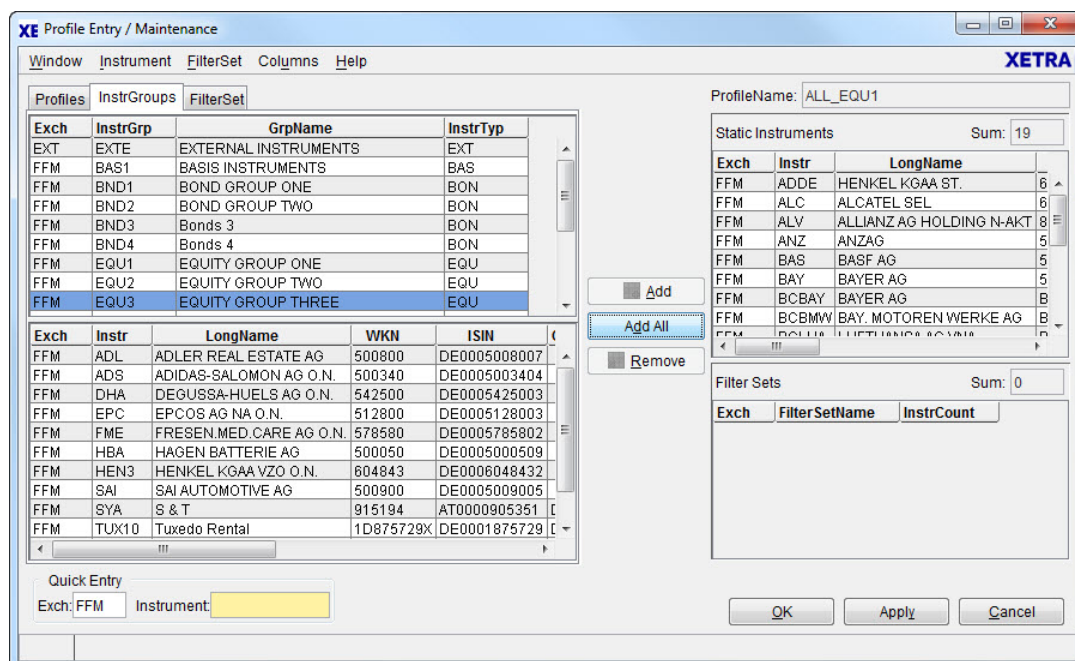 XE Profile Entry / Maintenance
Window Instrument FilterSet Columns Help XETRA
Profiles InstrGroups FilterSet
Exch InstrGrp GrpName InstrTyp
EXT EXTE EXTERNAL INSTRUMENTS EXT
FFM BAS1 BASIS INSTRUMENTS BAS
FFM BND1 BOND GROUP ONE BON
FFM BND2 BOND GROUP TWO BON
FFM BND3 Bonds 3 BON
FFM BND4 Bonds 4 BON
FFM EQU1 EQUITY GROUP ONE EQU
FFM EQU2 EQUITY GROUP TWO EQU
FFM EQU3 EQUITY GROUP THREE EQU
Exch Instr LongName WKN ISIN
FFM ADL ADLER REAL ESTATE AG 500800 DE0005008007
FFM ADS ADIDAS-SALOMON AG O.N. 500340 DE0005003404
FFM DHA DEGUSSA-HUELS AG O.N. 542500 DE0005425003
FFM EPC EPCOS AG NA O.N. 512800 DE0005128003
FFM FME FRESEN.MED.CARE AG O.N. 578580 DE0005785802
FFM HBA HAGEN BATTERIE AG 500050 DE0005000509
FFM HEN3 HENKEL KGAA VZO O.N. 604843 DE0006048432
FFM SAI SAI AUTOMOTIVE AG 500900 DE0005009005
FFM SYA S & T 915194 AT0000905351
FFM TUX10 Tuxedo Rental 1D875729X DE0001875729
Quick Entry
Exch: FFM Instrument:
Add
Add All
Remove
ProfileName: ALL_EQU1
Static Instruments Sum: 19
Exch Instr LongName
FFM ADDE HENKEL KGAA ST. 6
FFM ALC ALCATEL SEL 6
FFM ALV ALLIANZ AG HOLDING N-AKT 8
FFM ANZ ANZAG 5
FFM BAS BASF AG 5
FFM BAY BAYER AG 5
FFM BCBAY BAYER AG B
FFM BCBMW BAY. MOTOREN WERKE AG B
Filter Sets Sum: 0
Exch FilterSetName InstrCount
OK Apply Cancel